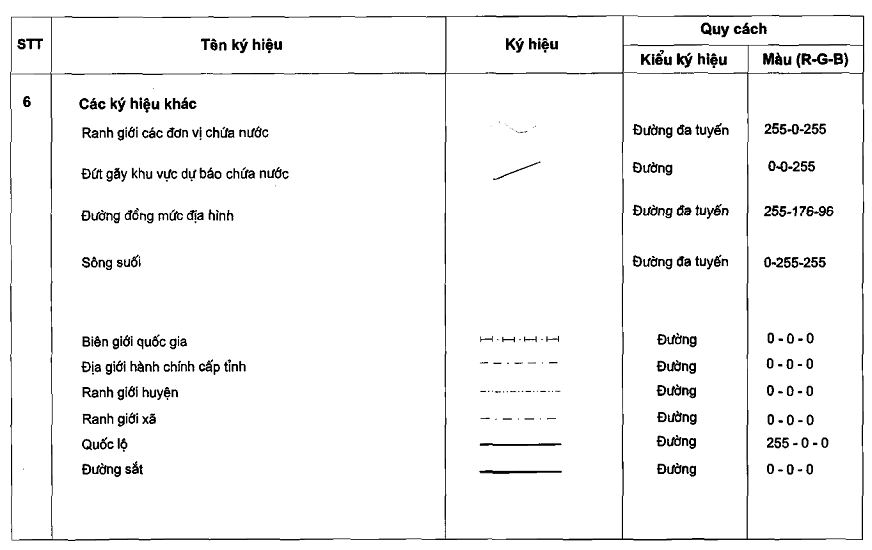 STT Tên ký hiệu Ký hiệu Quy cách
Kiểu ký hiệu Màu (R-G-B)
6 Các ký hiệu khác
Ranh giới các đơn vị chứa nước Đường đa tuyến 255-0-255
Đứt gãy khu vực dự báo chứa nước Đường 0-0-255
Đường đồng mức địa hình Đường đa tuyến 255-176-96
Sông suối Đường đa tuyến 0-255-255
Biên giới quốc gia Đường 0 - 0 - 0
Địa giới hành chính cấp tỉnh Đường 0 - 0 - 0
Ranh giới huyện Đường 0 - 0 - 0
Ranh giới xã Đường 0 - 0 - 0
Quốc lộ Đường 255 - 0 - 0
Đường sắt Đường 0 - 0 - 0